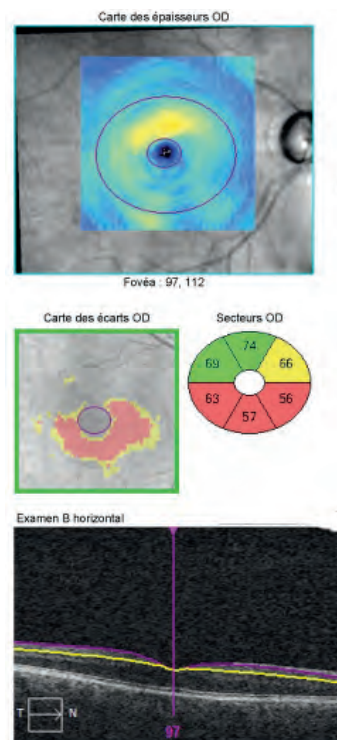 Carte des épaisseurs OD
Fovéa : 97, 112
Carte des écarts OD
Secteurs OD
74
69
66
63
56
57
Examen B horizontal
T
N
97